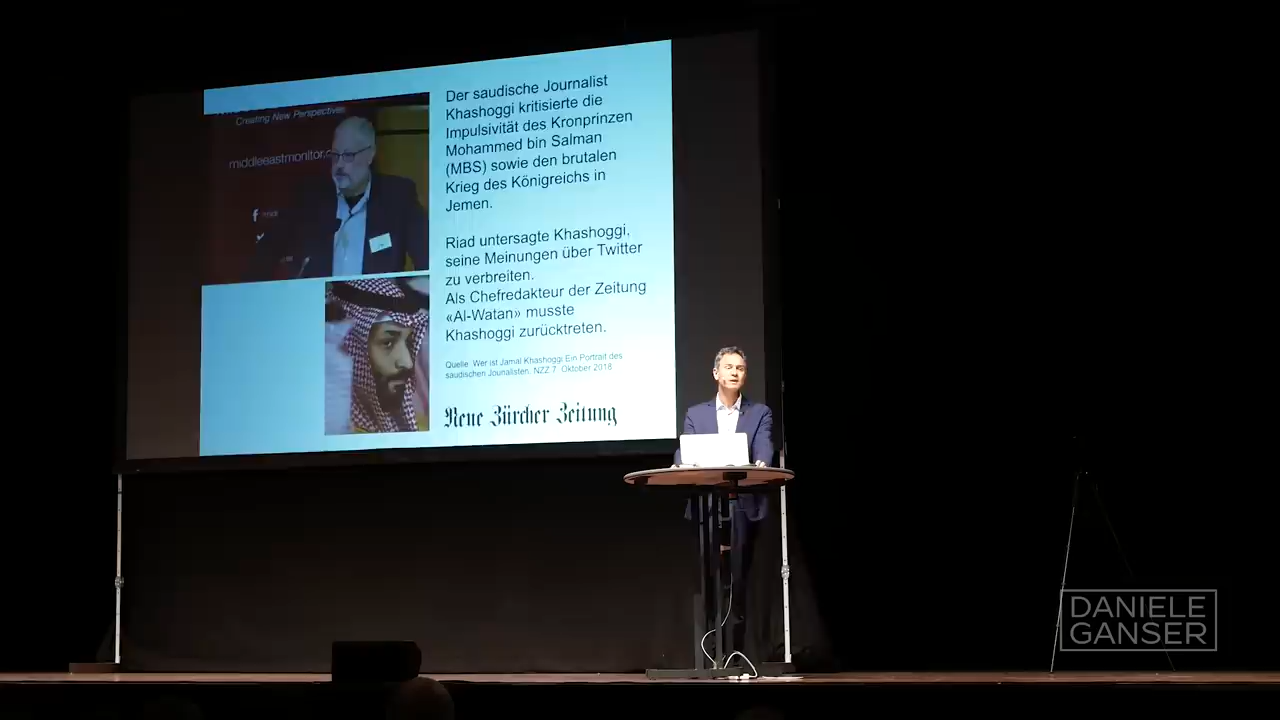 Creating New Perspectives
middleeastmonitor.c
Der saudische Journalist
Khashoggi kritisierte die
Impulsivität des Kronprinzen
Mohammed bin Salman
(MBS) sowie den brutalen
Krieg des Königreichs in
Jemen.
Riad untersagte Khashoggi,
seine Meinungen über Twitter
zu verbreiten.
Als Chefredakteur der Zeitung
«Al-Watan» musste
Khashoggi zurücktreten.
Quelle: Wer ist Jamal Khashoggi Ein Portrait des
saudischen Jounalisten. NZZ 7. Oktober 2018
Neue Zürcher Zeitung
DANIELE
GANSER